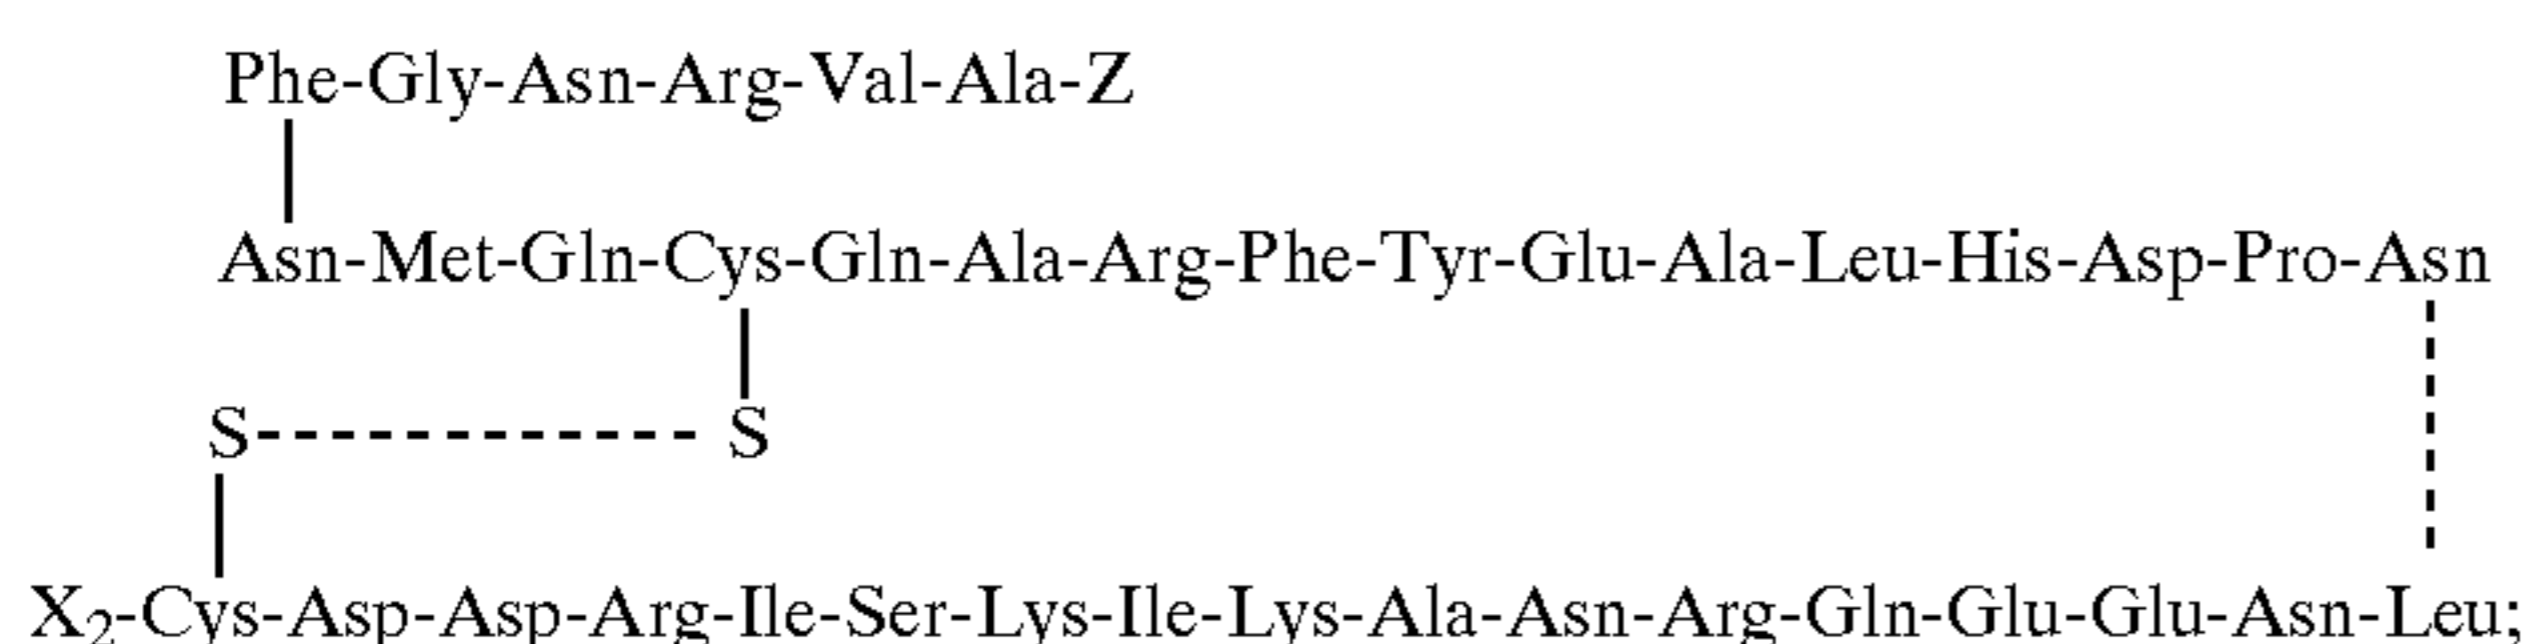 Phe-Gly-Asn-Arg-Val-Ala-Z
Asn-Met-Gln-Cys-Gln-Ala-Arg-Phe-Tyr-Glu-Ala-Leu-His-Asp-Pro-Asn
S S
X₂-Cys-Asp-Asp-Arg-Ile-Ser-Lys-Ile-Lys-Ala-Asn-Arg-Gln-Glu-Glu-Asn-Leu;